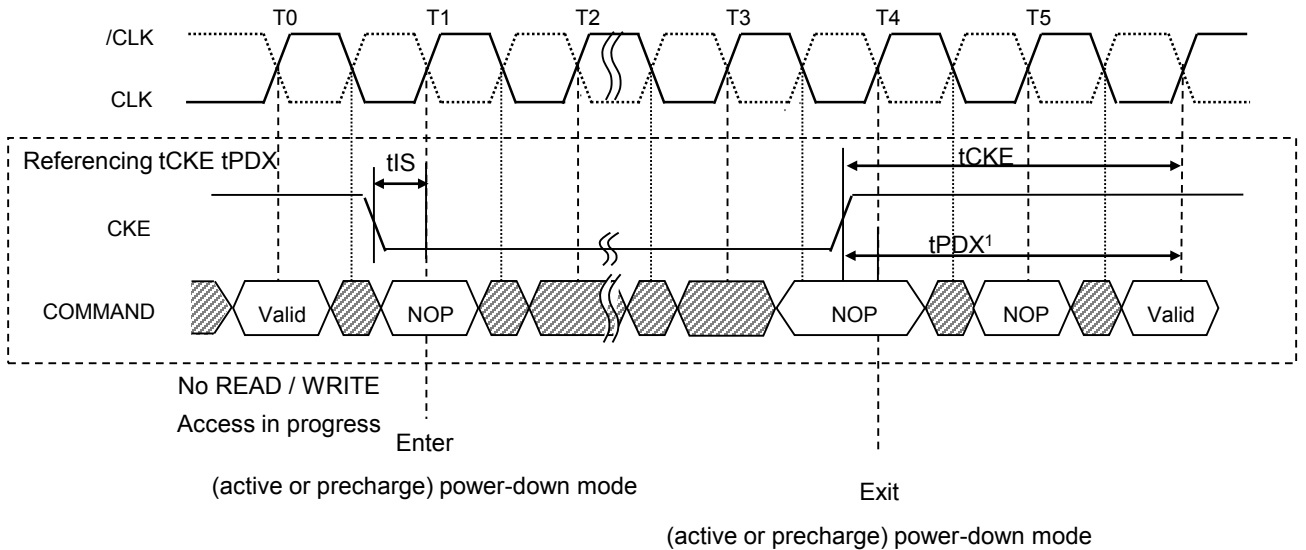 T0 T1 T2 T3 T4 T5
/CLK
CLK
Referencing tCKE tPDX
tIS
tCKE
CKE
tPDX¹
COMMAND
Valid NOP NOP NOP Valid
No READ / WRITE
Access in progress
Enter
(active or precharge) power-down mode
Exit
(active or precharge) power-down mode